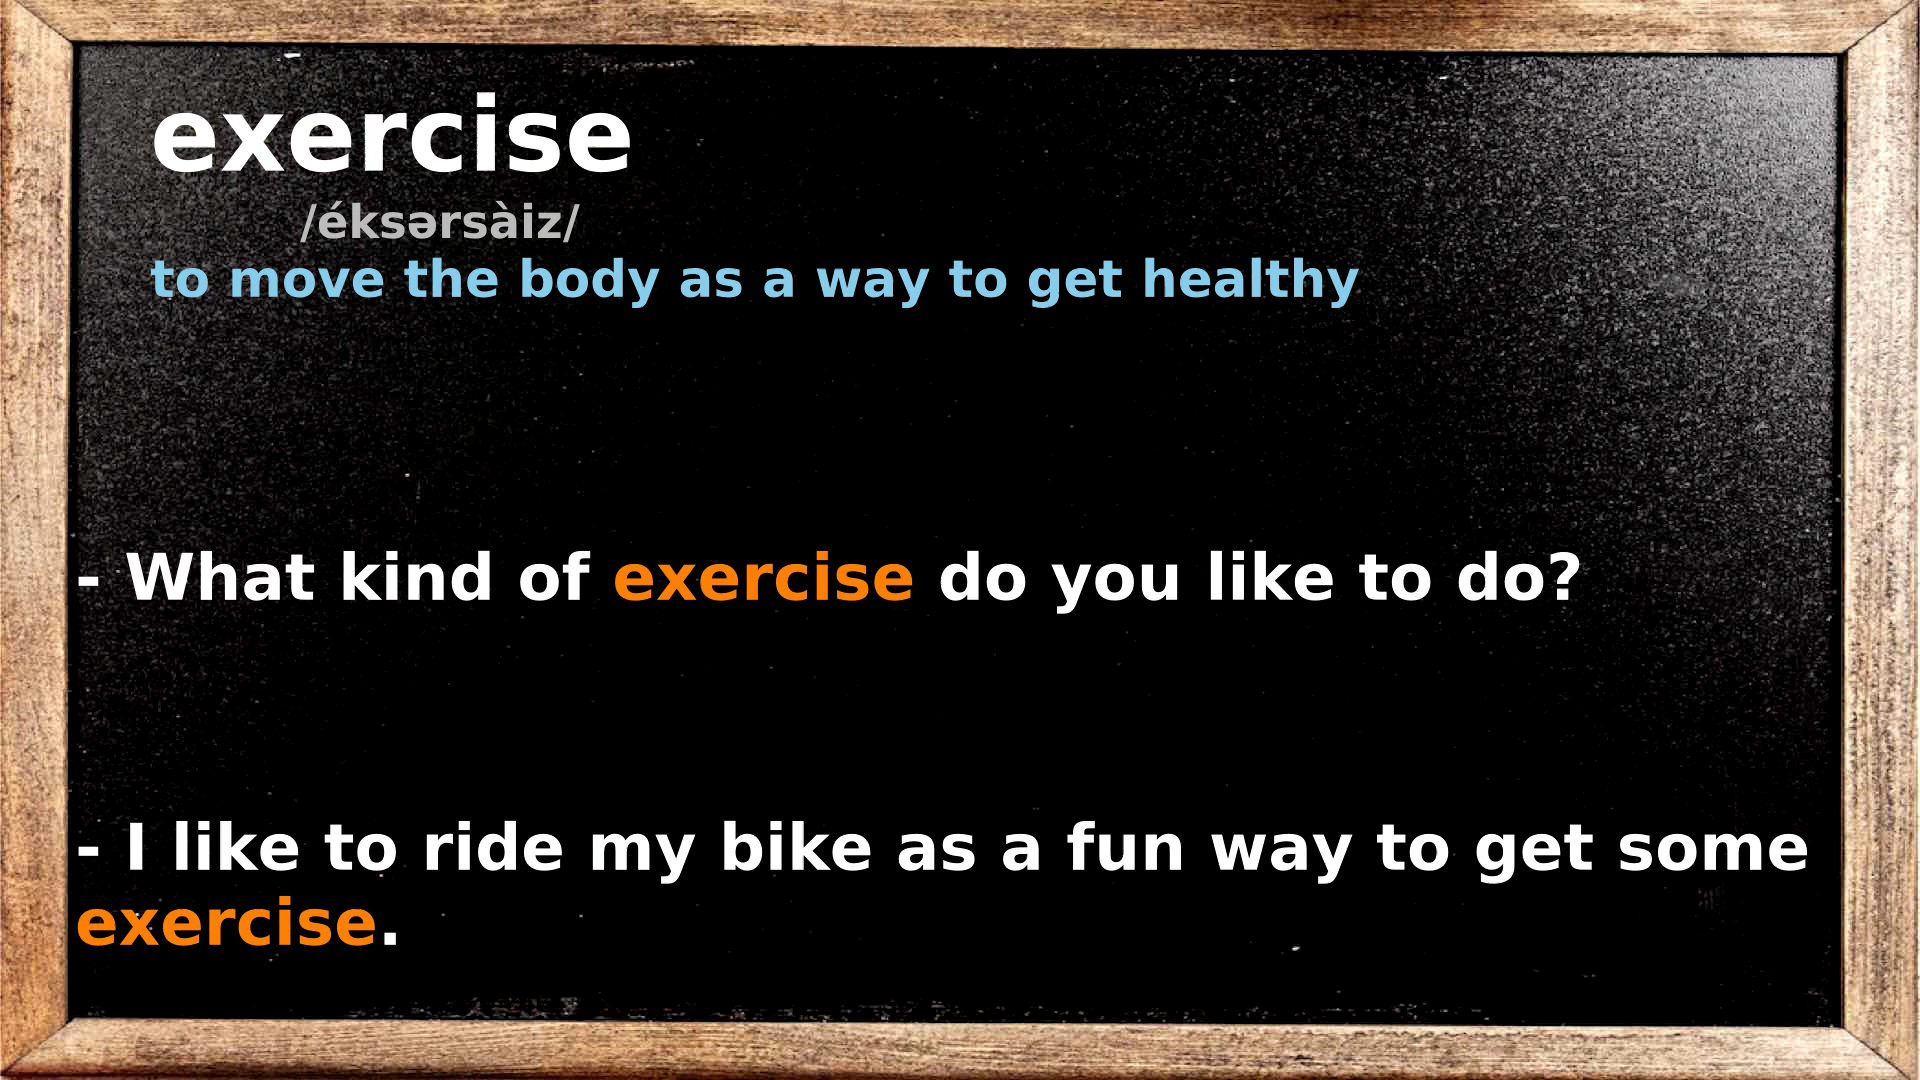 exercise
/éksərsàiz/
to move the body as a way to get healthy
- What kind of exercise do you like to do?
- I like to ride my bike as a fun way to get some
exercise.